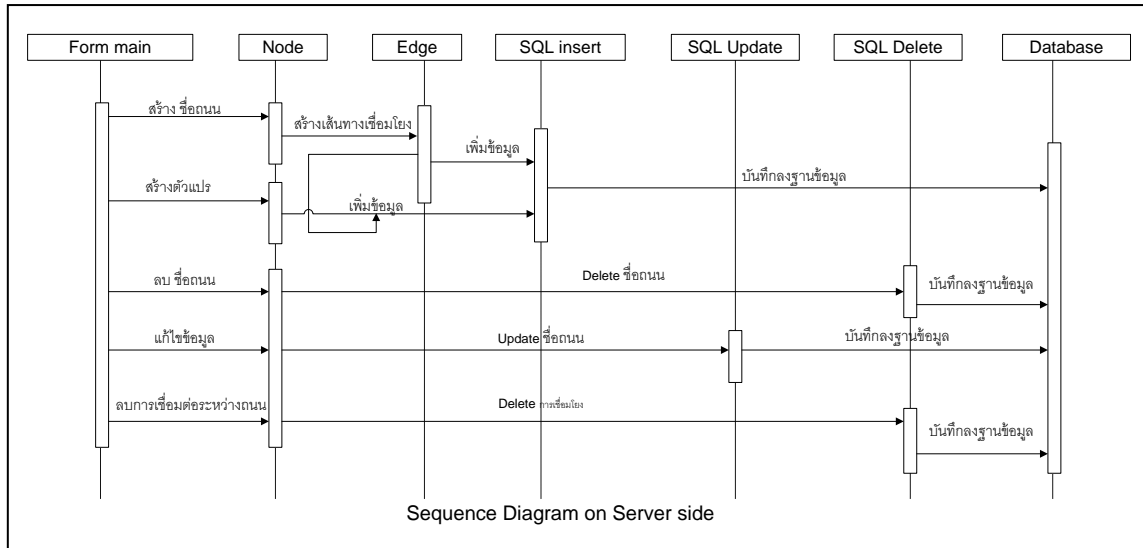 Form main
Node
Edge
SQL insert
SQL Update
SQL Delete
Database
สร้าง ชื่อถนน
สร้างเส้นทางเชื่อมโยง
เพิ่มข้อมูล
บันทึกลงฐานข้อมูล
สร้างตัวแปร
เพิ่มข้อมูล
ลบ ชื่อถนน
Delete ชื่อถนน
บันทึกลงฐานข้อมูล
แก้ไขข้อมูล
Update ชื่อถนน
บันทึกลงฐานข้อมูล
ลบการเชื่อมต่อระหว่างถนน
Delete การเชื่อมโยง
บันทึกลงฐานข้อมูล
Sequence Diagram on Server side